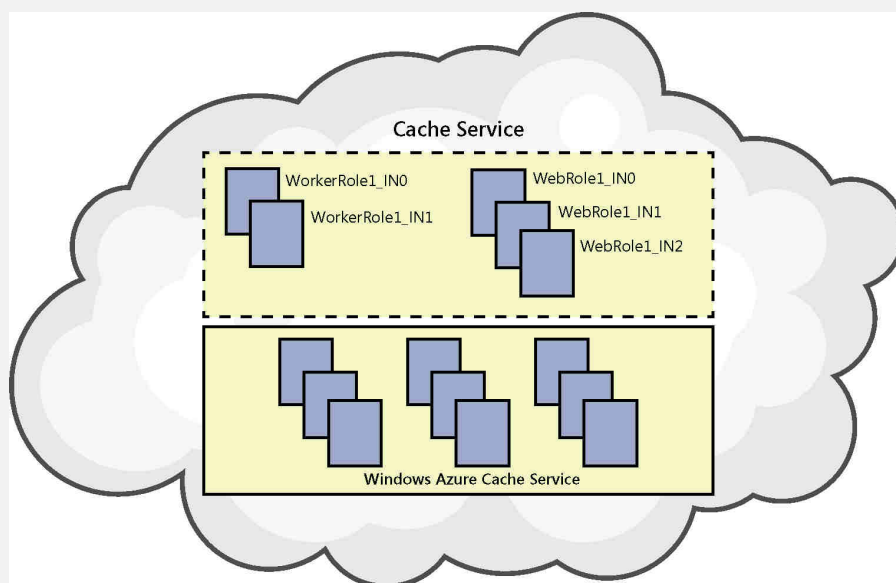 Cache Service
WorkerRole1_IN0
WorkerRole1_IN1
WebRole1_IN0
WebRole1_IN1
WebRole1_IN2
Windows Azure Cache Service